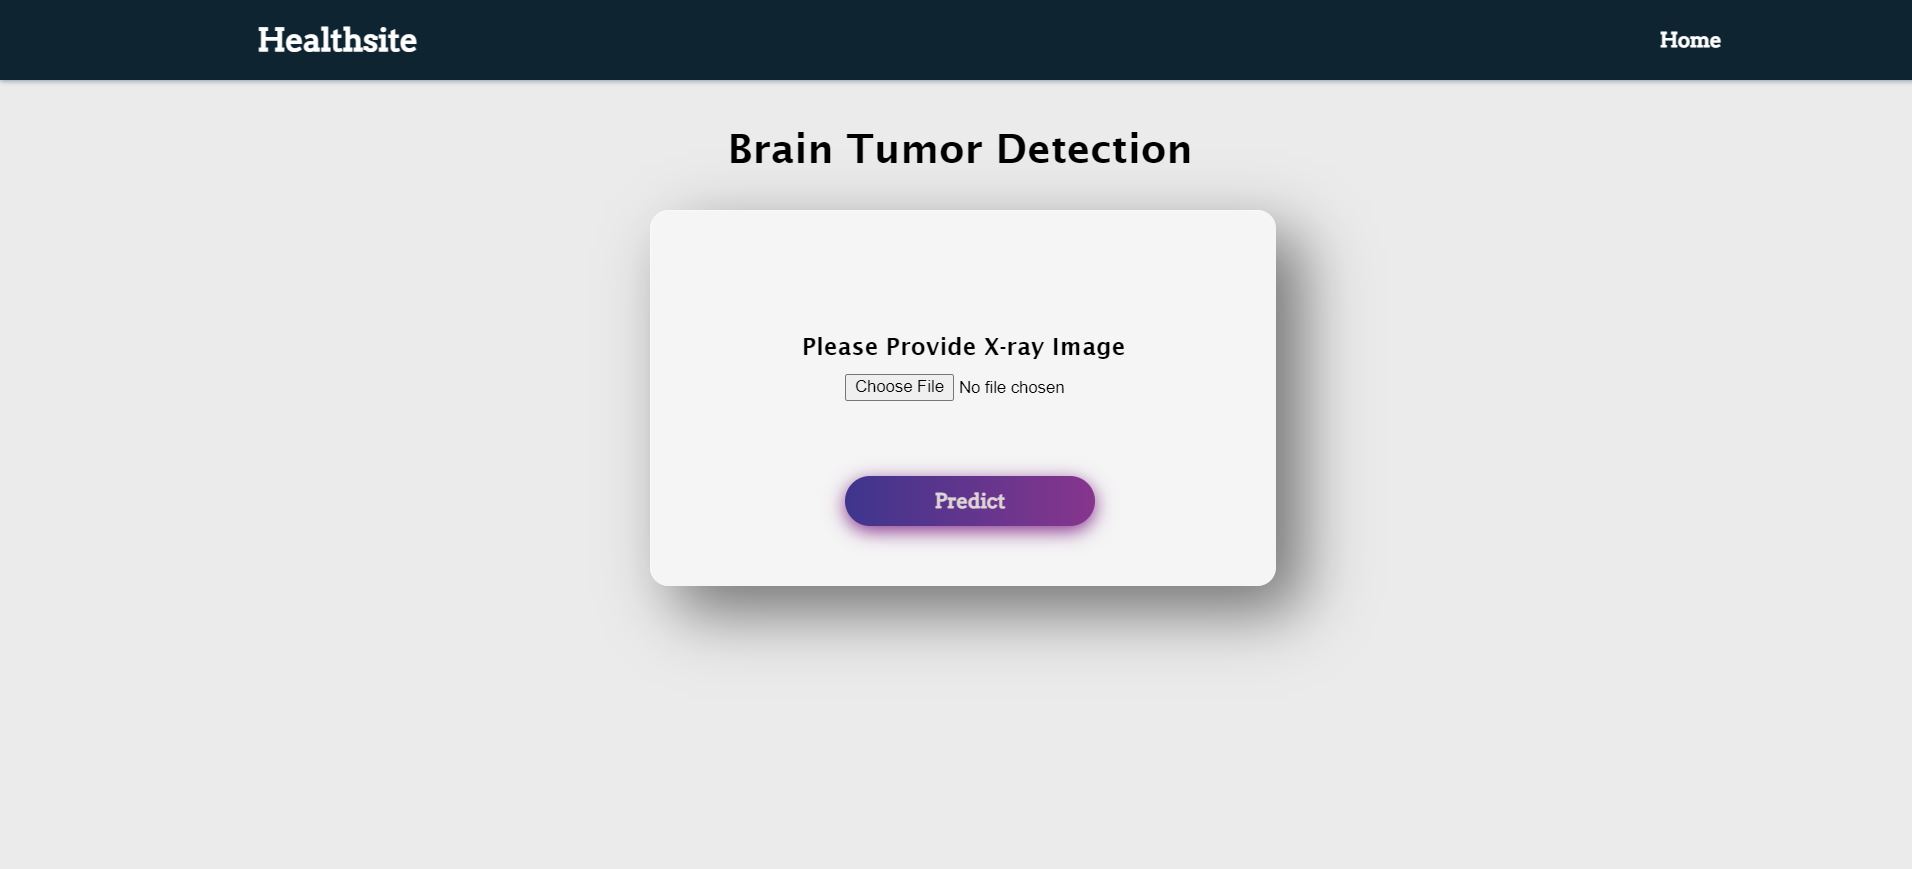 Healthsite
Home
Brain Tumor Detection
Please Provide X-ray Image
Choose File No file chosen
Predict